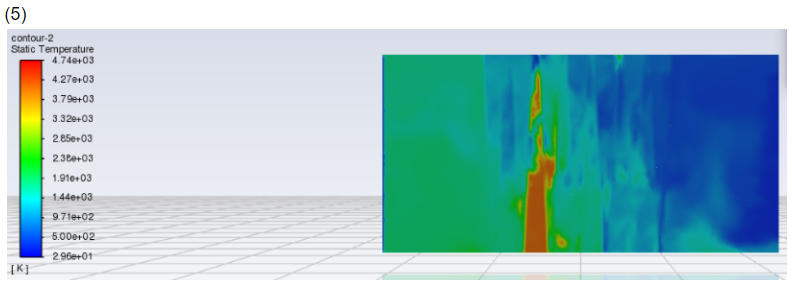 (5)
contour-2
Static Temperature
4.74e+03
4.27e+03
3.79e+03
3.32e+03
2.85e+03
2.38e+03
1.91e+03
1.44e+03
9.71e+02
5.00e+02
2.96e+01
[K]